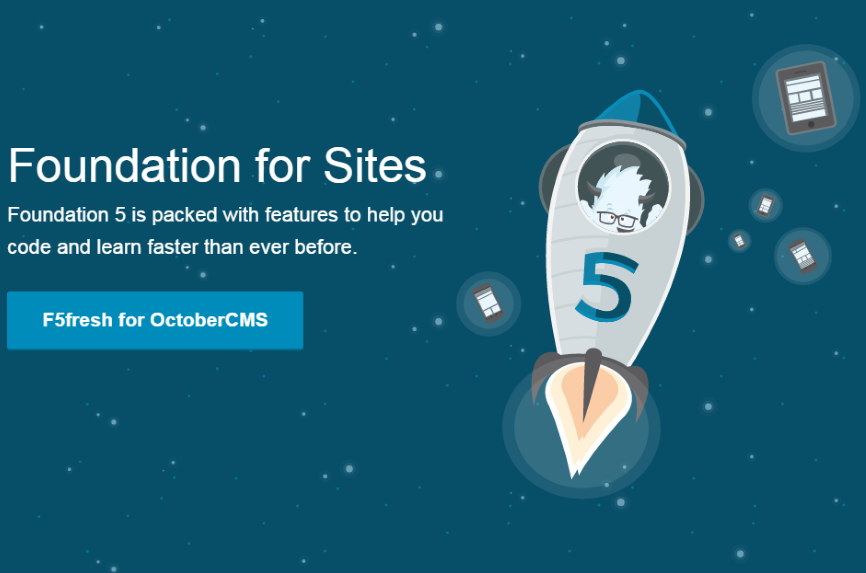 Foundation for Sites
Foundation 5 is packed with features to help you
code and learn faster than ever before.
F5fresh for OctoberCMS
5